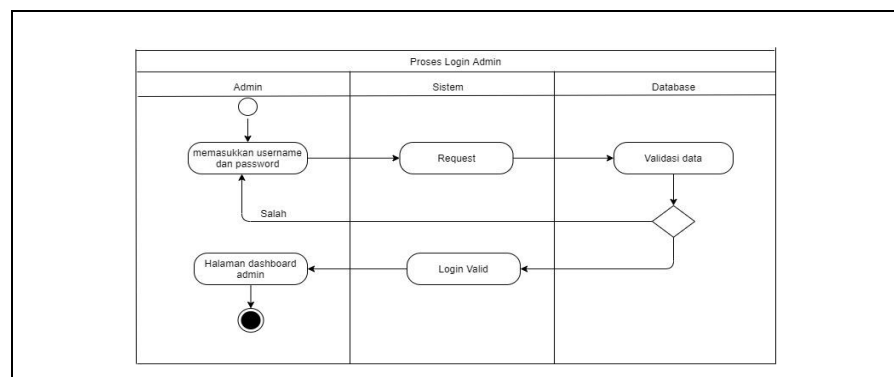 Proses Login Admin
Admin
Sistem
Database
memasukkan username
dan password
Request
Validasi data
Salah
Halaman dashboard
admin
Login Valid